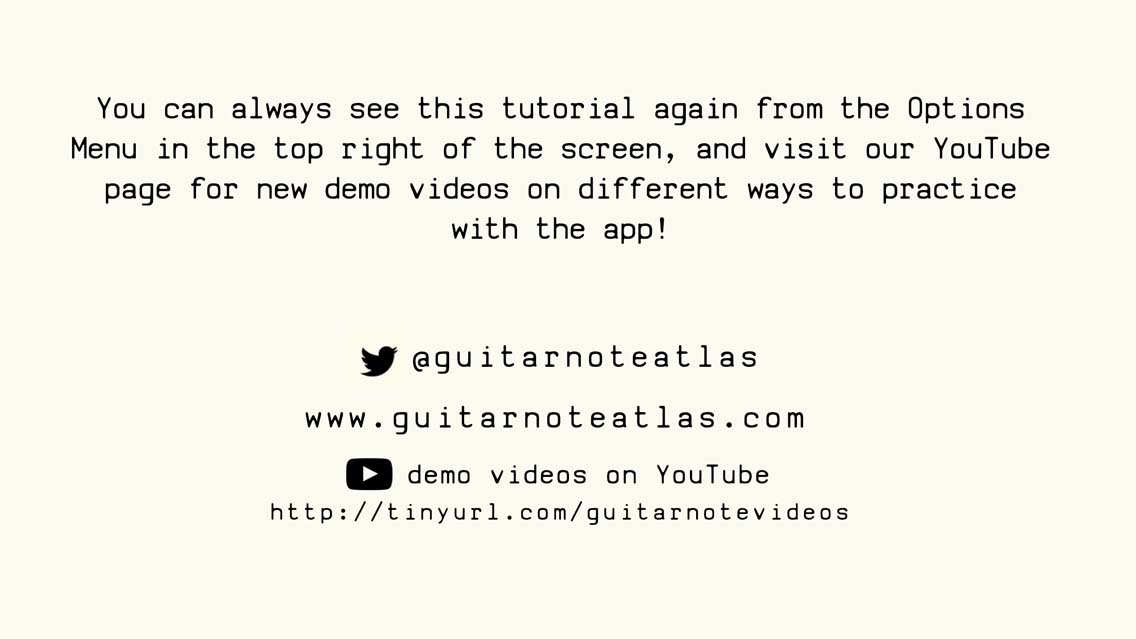 You can always see this tutorial again from the Options
Menu in the top right of the screen, and visit our YouTube
page for new demo videos on different ways to practice
with the app!
@guitarnoteatlas
www.guitarnoteatlas.com
demo videos on YouTube
http://tinyurl.com/guitarnotevideos